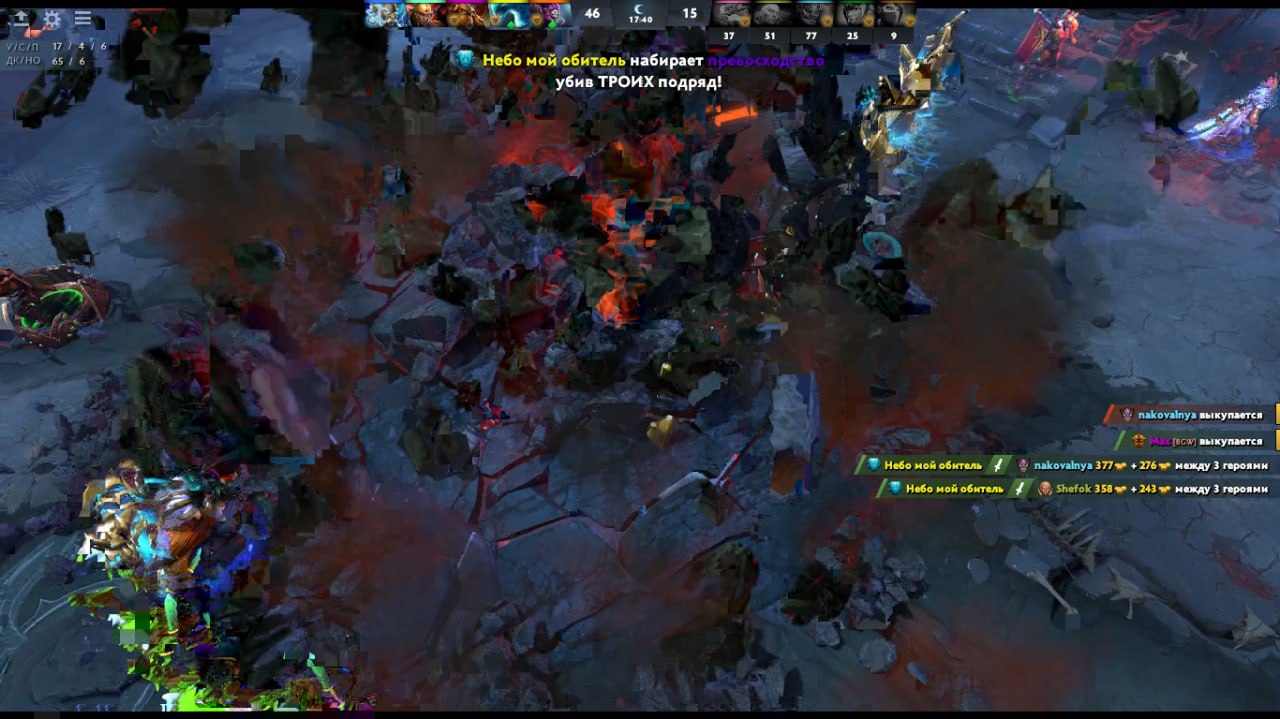 46 17:40 15
37 51 77 25 9
У/С/П 17 / 4 / 6
ДК/НО 65 / 6
Небо мой обитель набирает превосходство
убив ТРОИХ подряд!
nakovalnya выкупается
Max [BGW] выкупается
Небо мой обитель nakovalnya 377 + 276 между 3 героями
Небо мой обитель Shefok 358 + 243 между 3 героями